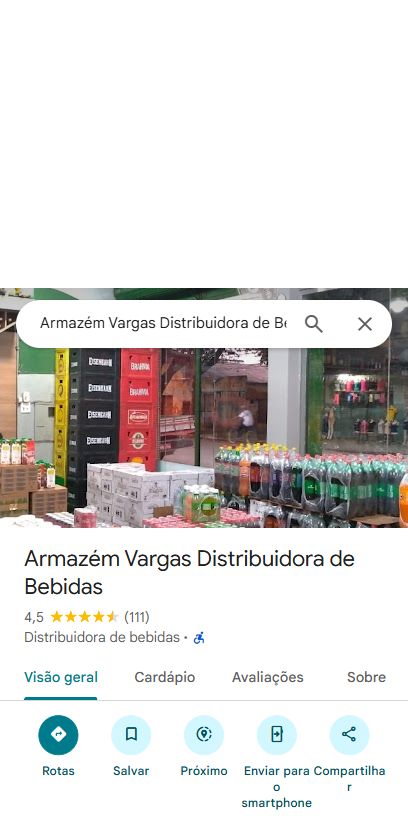 Armazém Vargas Distribuidora de Be
EISENBAHN
BRAHMA
EISENBAHN
EISENBAHN
Armazém Vargas Distribuidora de
Bebidas
4,5 (111)
Distribuidora de bebidas ·
Visão geral Cardápio Avaliações Sobre
Rotas Salvar Próximo Enviar para o smartphone Compartilhar